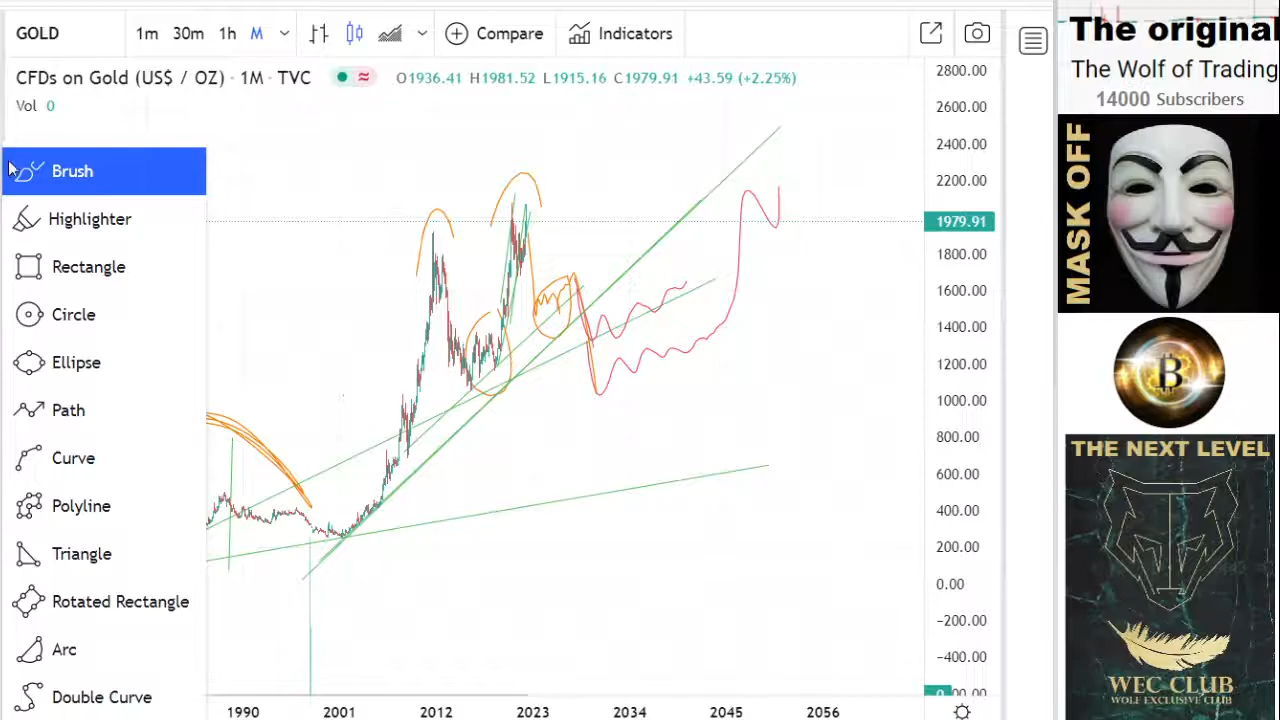 GOLD
1m 30m 1h M
Compare
Indicators
CFDs on Gold (US$ / OZ) · 1M · TVC
O1936.41 H1981.52 L1915.16 C1979.91 +43.59 (+2.25%)
Vol 0
Brush
Highlighter
Rectangle
Circle
Ellipse
Path
Curve
Polyline
Triangle
Rotated Rectangle
Arc
Double Curve
2800.00
2600.00
2400.00
2200.00
1979.91
1800.00
1600.00
1400.00
1200.00
1000.00
800.00
600.00
400.00
200.00
0.00
−200.00
−400.00
0
1990 2001 2012 2023 2034 2045 2056
The original
The Wolf of Trading
14000 Subscribers
MASK OFF
B
THE NEXT LEVEL
WEC CLUB
WOLF EXCLUSIVE CLUB